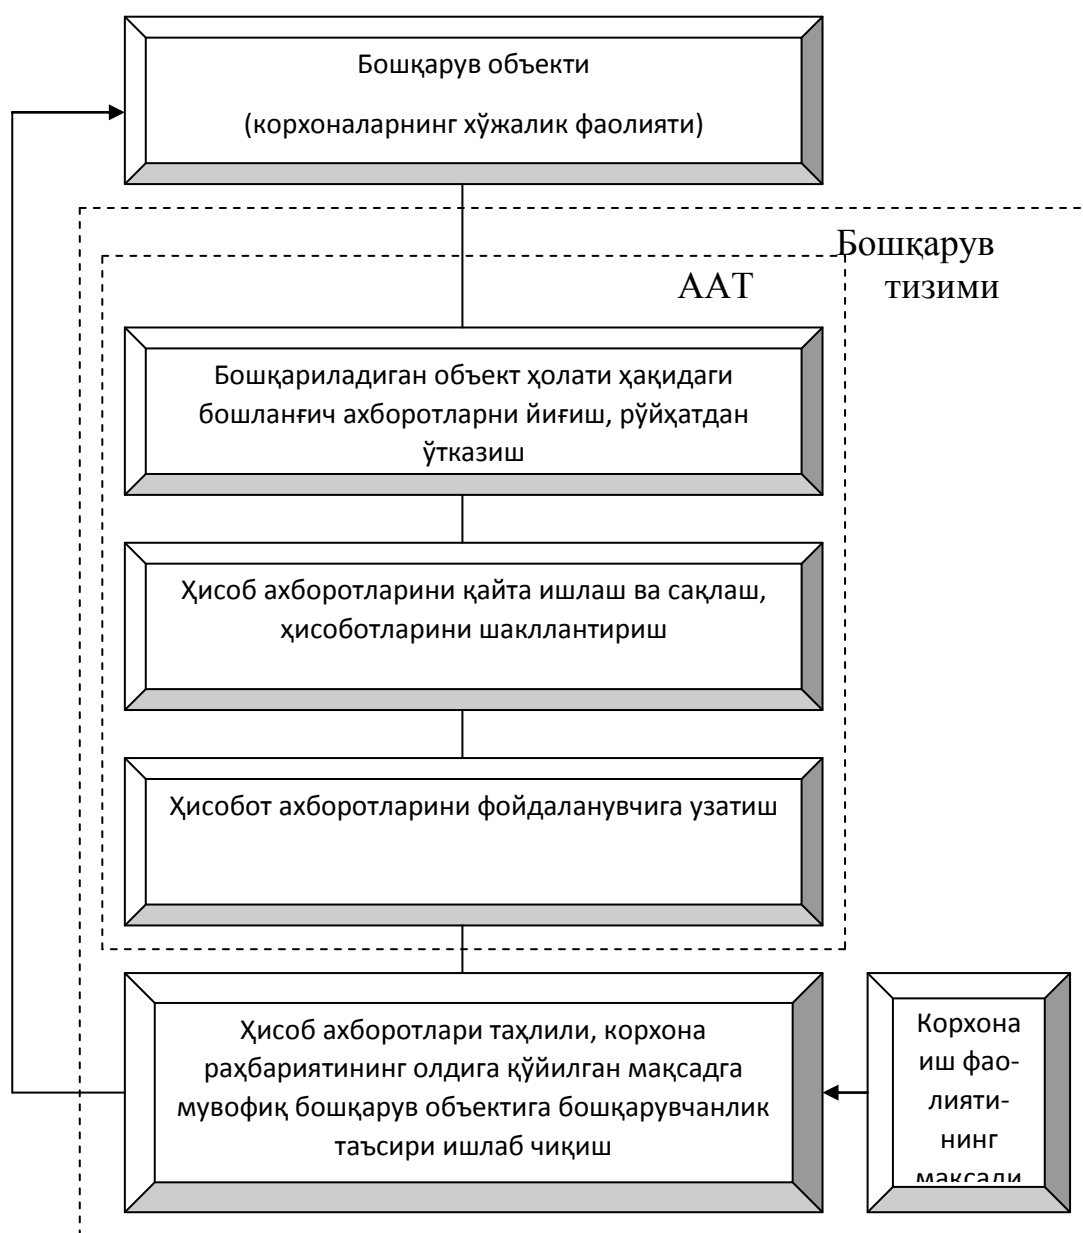 Бошқарув объекти
(корхоналарнинг хўжалик фаолияти)
Бошқарув
тизими
ААТ
Бошқариладиган объект ҳолати ҳақидаги
бошланғич ахборотларни йиғиш, рўйҳатдан
ўтказиш
Ҳисоб ахборотларини қайта ишлаш ва сақлаш,
ҳисоботларини шакллантириш
Ҳисобот ахборотларини фойдаланувчига узатиш
Ҳисоб ахборотлари таҳлили, корхона
раҳбариятининг олдига қўйилган мақсадга
мувофиқ бошқарув объектига бошқарувчанлик
таъсири ишлаб чиқиш
Корхона
иш фао-
лияти-
нинг
мақсади